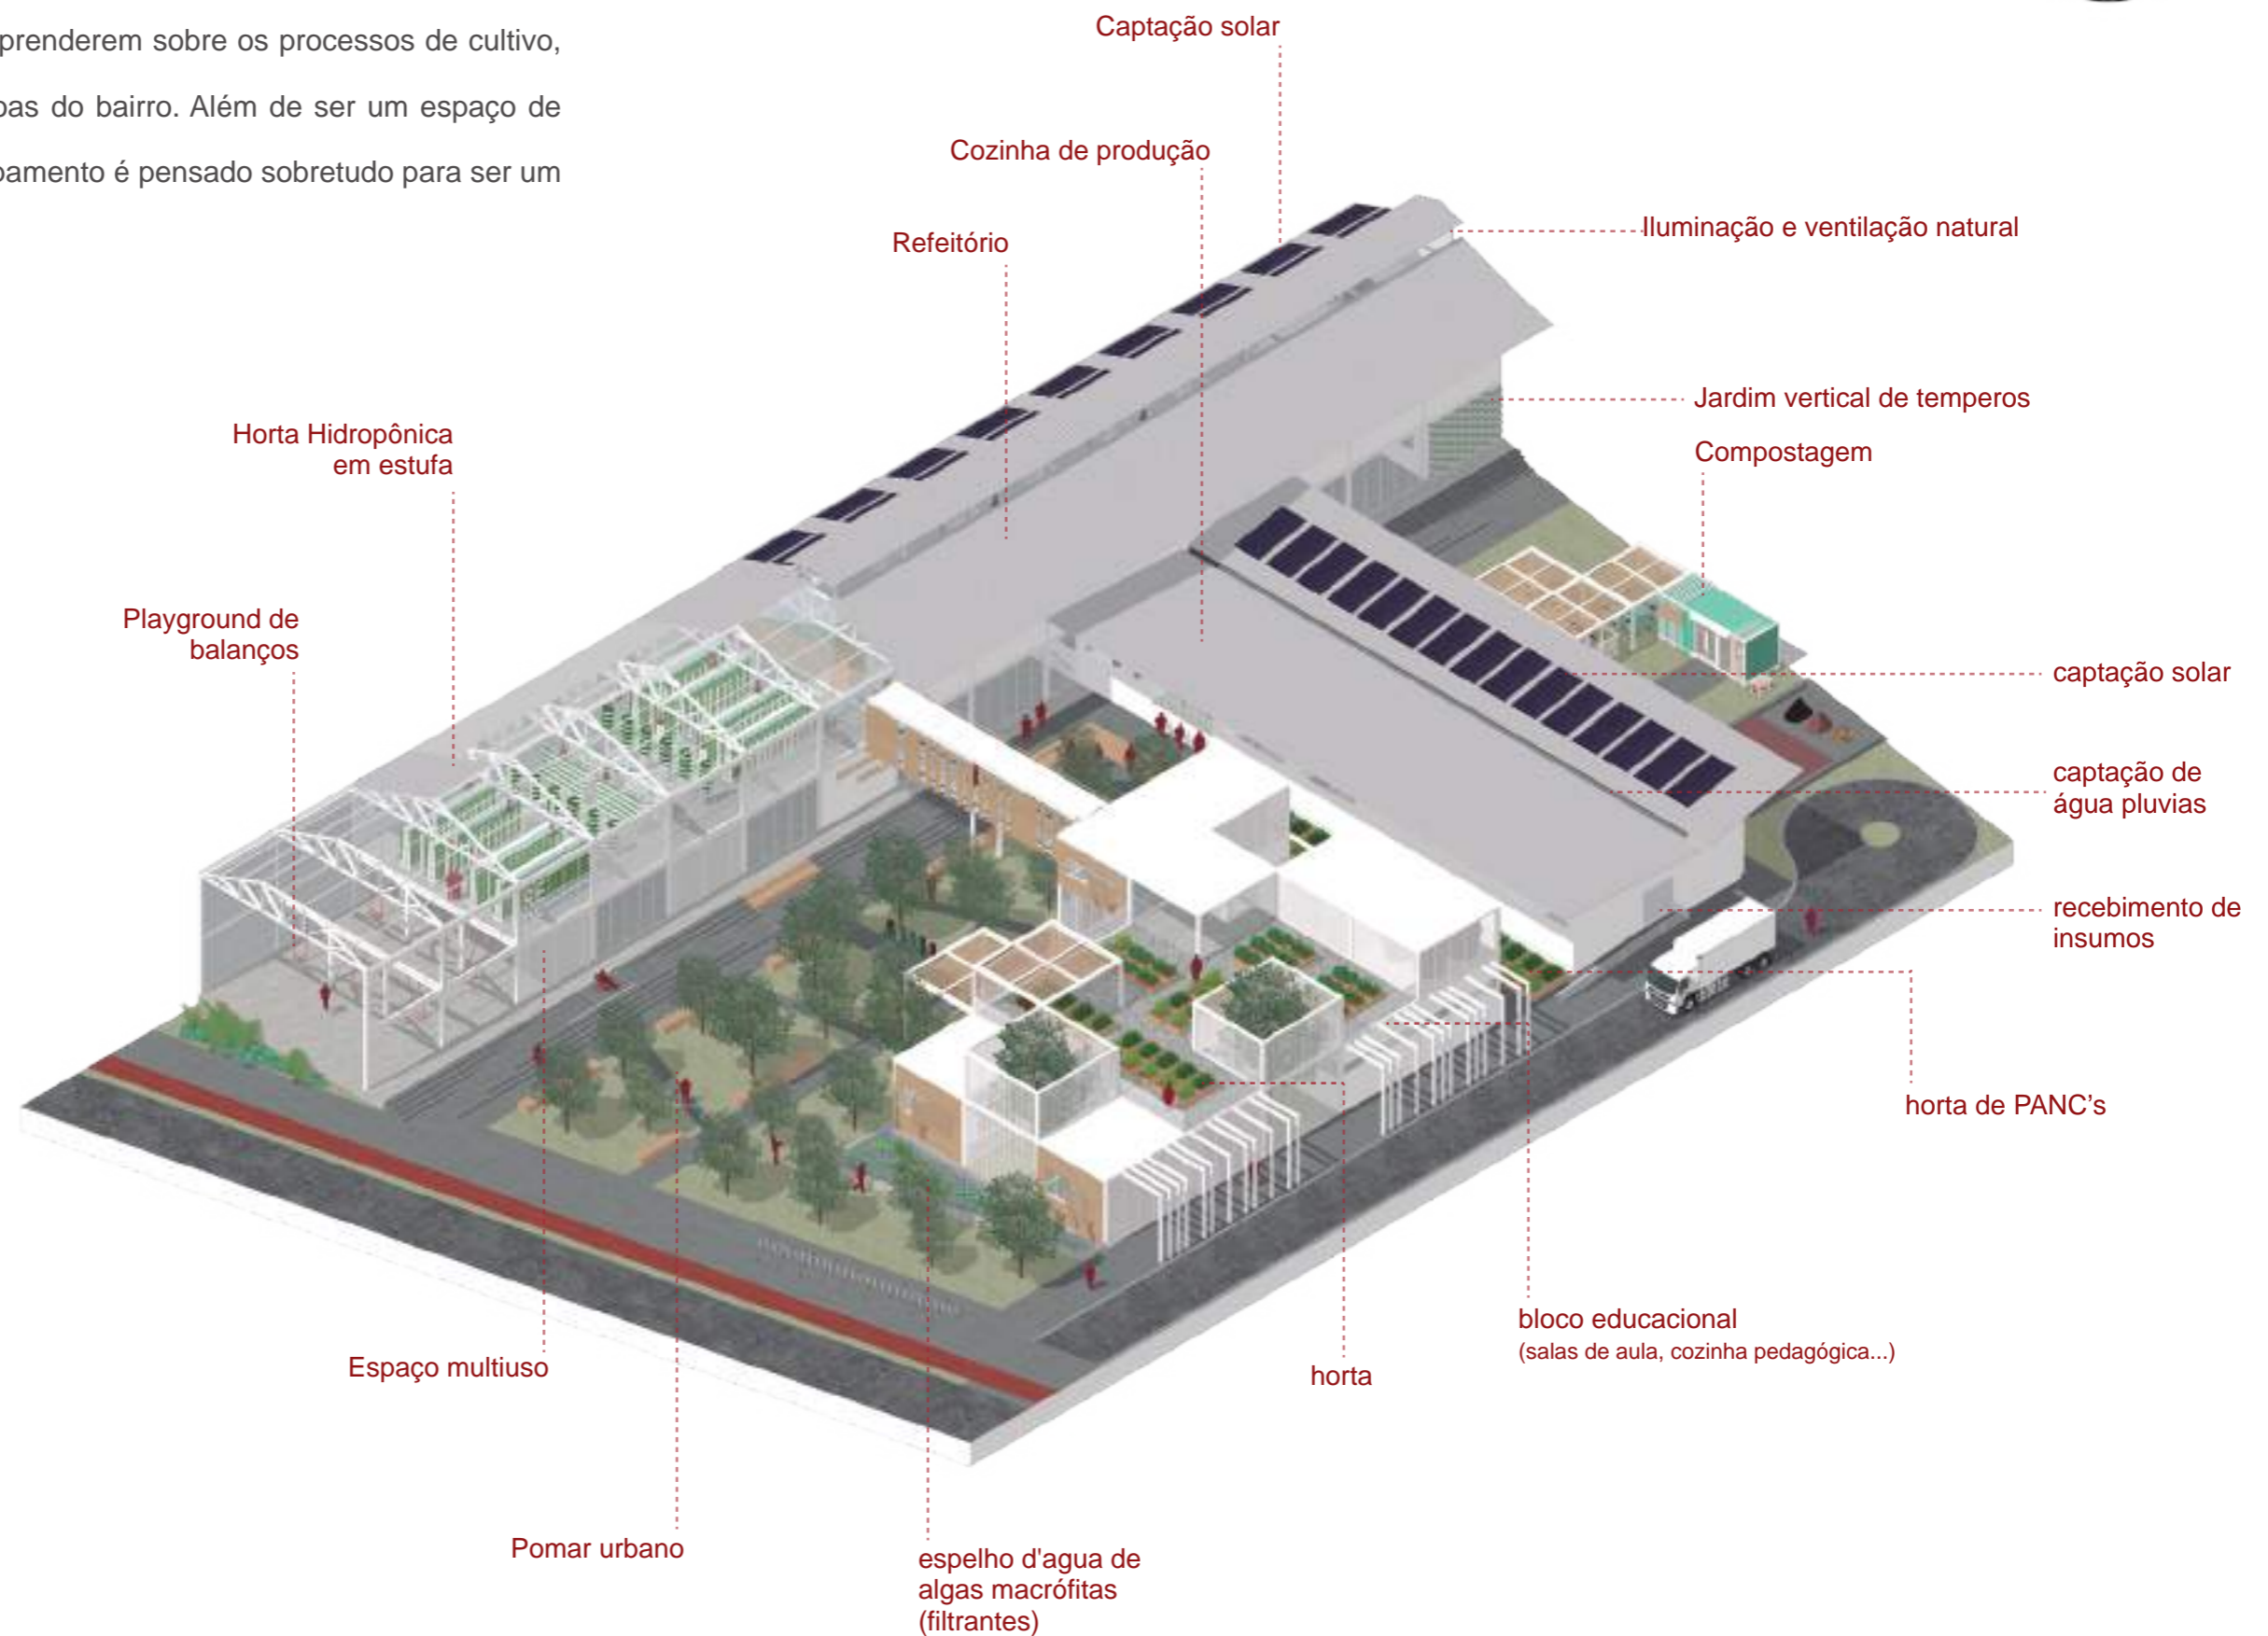 prenderem sobre os processos de cultivo,
bas do bairro. Além de ser um espaço de
pamento é pensado sobretudo para ser um
Captação solar
Cozinha de produção
Refeitório
Iluminação e ventilação natural
Jardim vertical de temperos
Compostagem
Horta Hidropônica
em estufa
Playground de
balanços
captação solar
captação de
água pluvias
recebimento de
insumos
horta de PANC's
bloco educacional
(salas de aula, cozinha pedagógica...)
horta
Espaço multiuso
Pomar urbano
espelho d'agua de
algas macrófitas
(filtrantes)